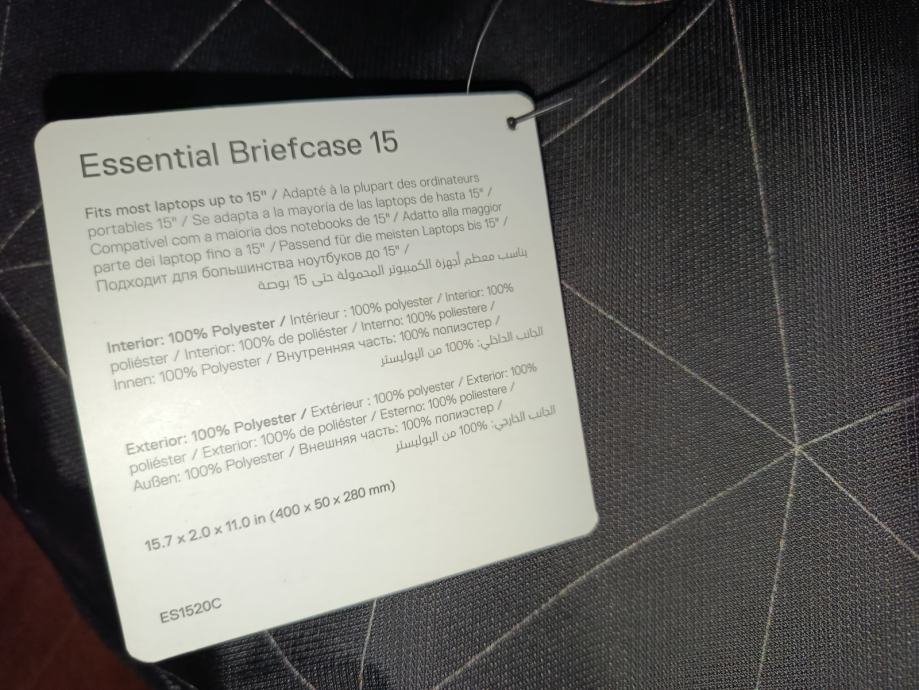 Essential Briefcase 15
Fits most laptops up to 15" / Adapté à la plupart des ordinateurs
portables 15" / Se adapta a la mayoria de las laptops de hasta 15" /
Compatível com a maioria dos notebooks de 15" / Adatto alla maggior
parte dei laptop fino a 15" / Passend für die meisten Laptops bis 15" /
Подходит для большинства ноутбуков до 15" /
يناسب معظم أجهزة الكمبيوتر المحمولة حتى 15 بوصة
Interior: 100% Polyester / Intérieur : 100% polyester / Interior: 100%
poliéster / Interior: 100% de poliéster / Interno: 100% poliestere /
Innen: 100% Polyester / Внутренняя часть: 100% полиэстер /
الجانب الداخلي: 100% من البوليستر
Exterior: 100% Polyester / Extérieur : 100% polyester / Exterior: 100%
poliéster / Exterior: 100% de poliéster / Esterno: 100% poliestere /
Außen: 100% Polyester / Внешняя часть: 100% полиэстер /
الجانب الخارجي: 100% من البوليستر
15.7 x 2.0 x 11.0 in (400 x 50 x 280 mm)
ES1520C